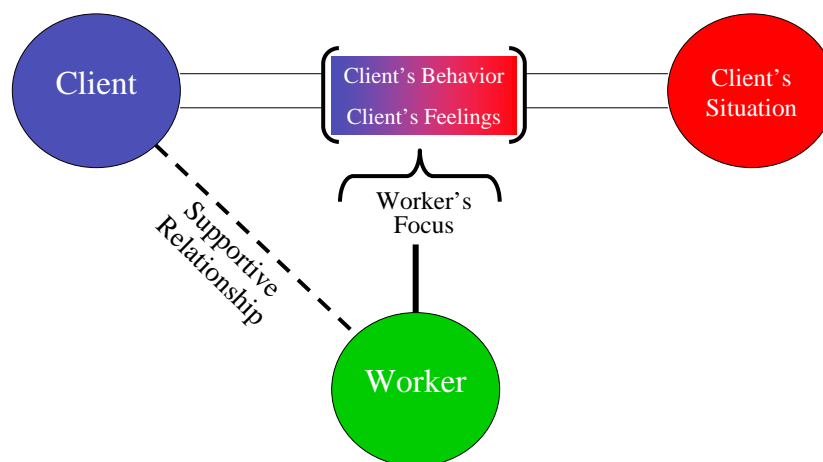 Client
Client's Behavior
Client's Feelings
Client's
Situation
Worker's
Focus
Supportive
Relationship
Worker